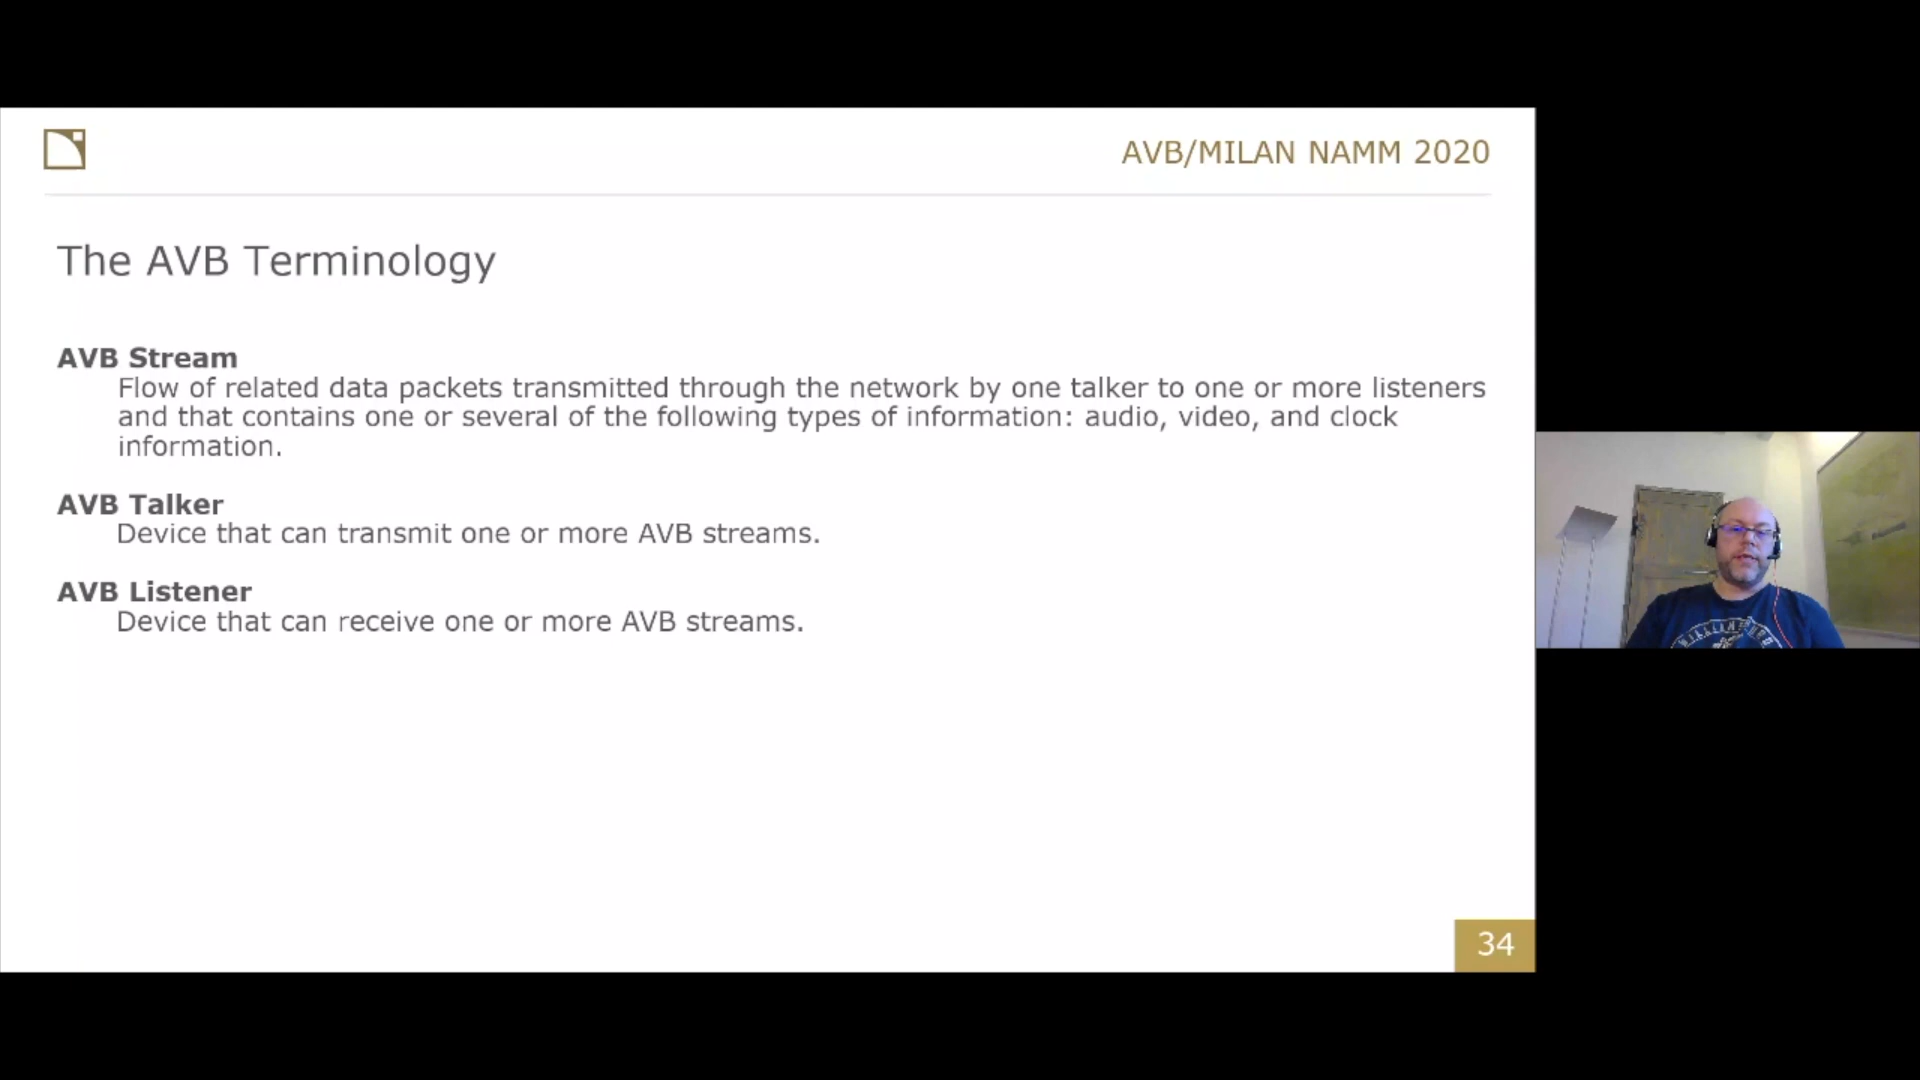 AVB/MILAN NAMM 2020
The AVB Terminology
AVB Stream
Flow of related data packets transmitted through the network by one talker to one or more listeners
and that contains one or several of the following types of information: audio, video, and clock
information.
AVB Talker
Device that can transmit one or more AVB streams.
AVB Listener
Device that can receive one or more AVB streams.
34